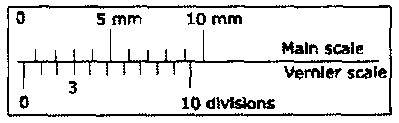 0 5 mm 10 mm
Main scale
Vernier scale
3
0 10 divisions